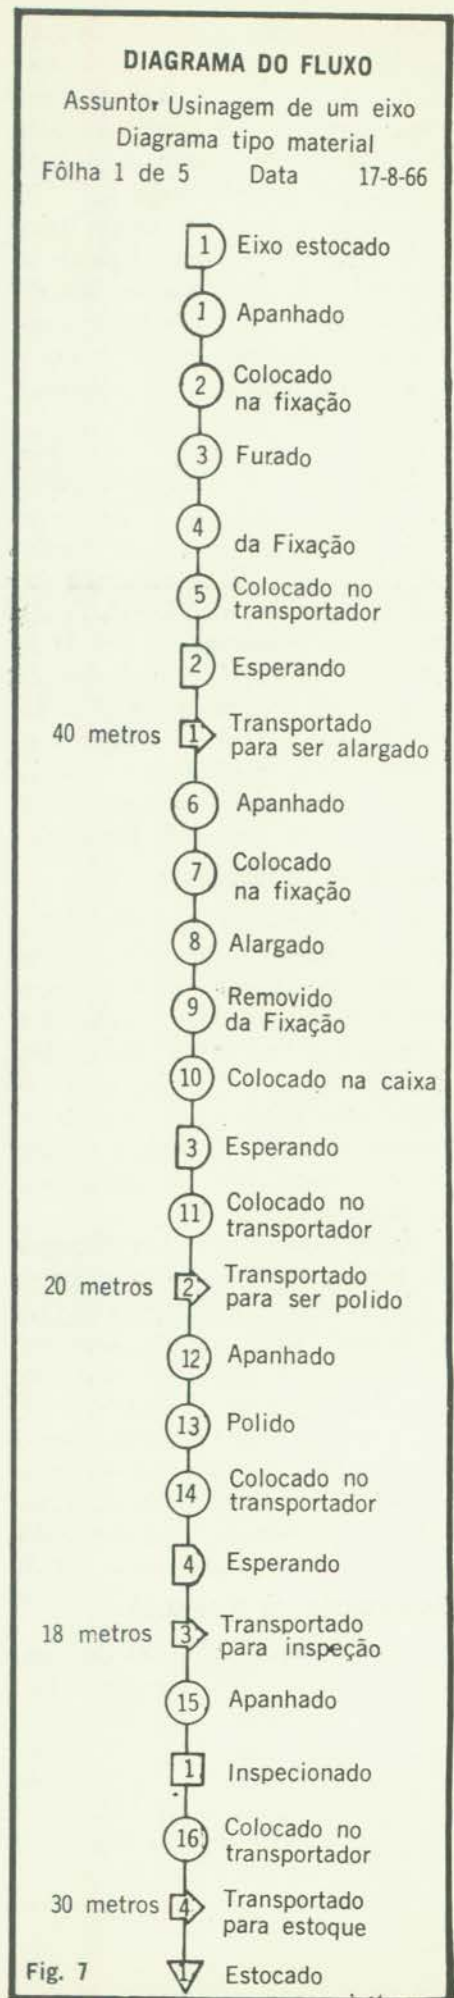 DIAGRAMA DO FLUXO
Assunto: Usinagem de um eixo
Diagrama tipo material
Fôlha 1 de 5 Data 17-8-66
1 Eixo estocado
1 Apanhado
2 Colocado
na fixação
3 Furado
4
da Fixação
5 Colocado no
transportador
2 Esperando
40 metros 1 Transportado
para ser alargado
6 Apanhado
7 Colocado
na fixação
8 Alargado
9 Removido
da Fixação
10 Colocado na caixa
3 Esperando
11 Colocado no
transportador
20 metros 2 Transportado
para ser polido
12 Apanhado
13 Polido
14 Colocado no
transportador
4 Esperando
18 metros 3 Transportado
para inspeção
15 Apanhado
1 Inspecionado
16 Colocado no
transportador
30 metros 4 Transportado
para estoque
Fig. 7 1 Estocado